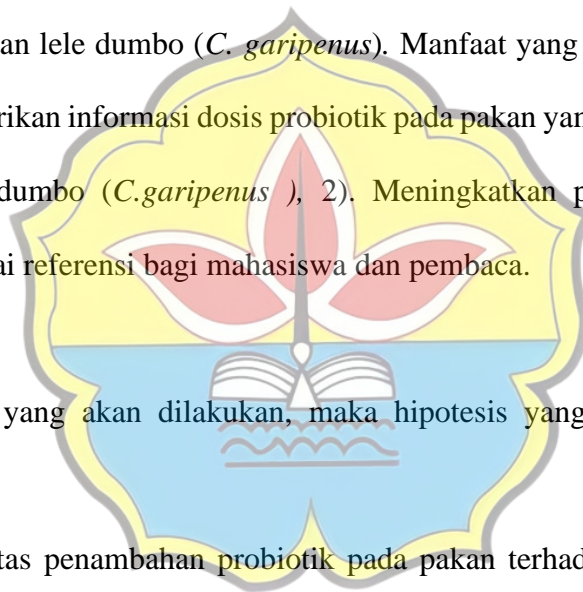 an lele dumbo (C. garipenus). Manfaat yang
rikan informasi dosis probiotik pada pakan yan
dumbo (C.garipenus ), 2). Meningkatkan p
ai referensi bagi mahasiswa dan pembaca.
yang akan dilakukan, maka hipotesis yang
tas penambahan probiotik pada pakan terhad